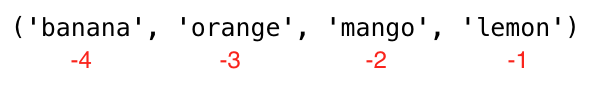 ('banana', 'orange', 'mango', 'lemon')
-4 -3 -2 -1